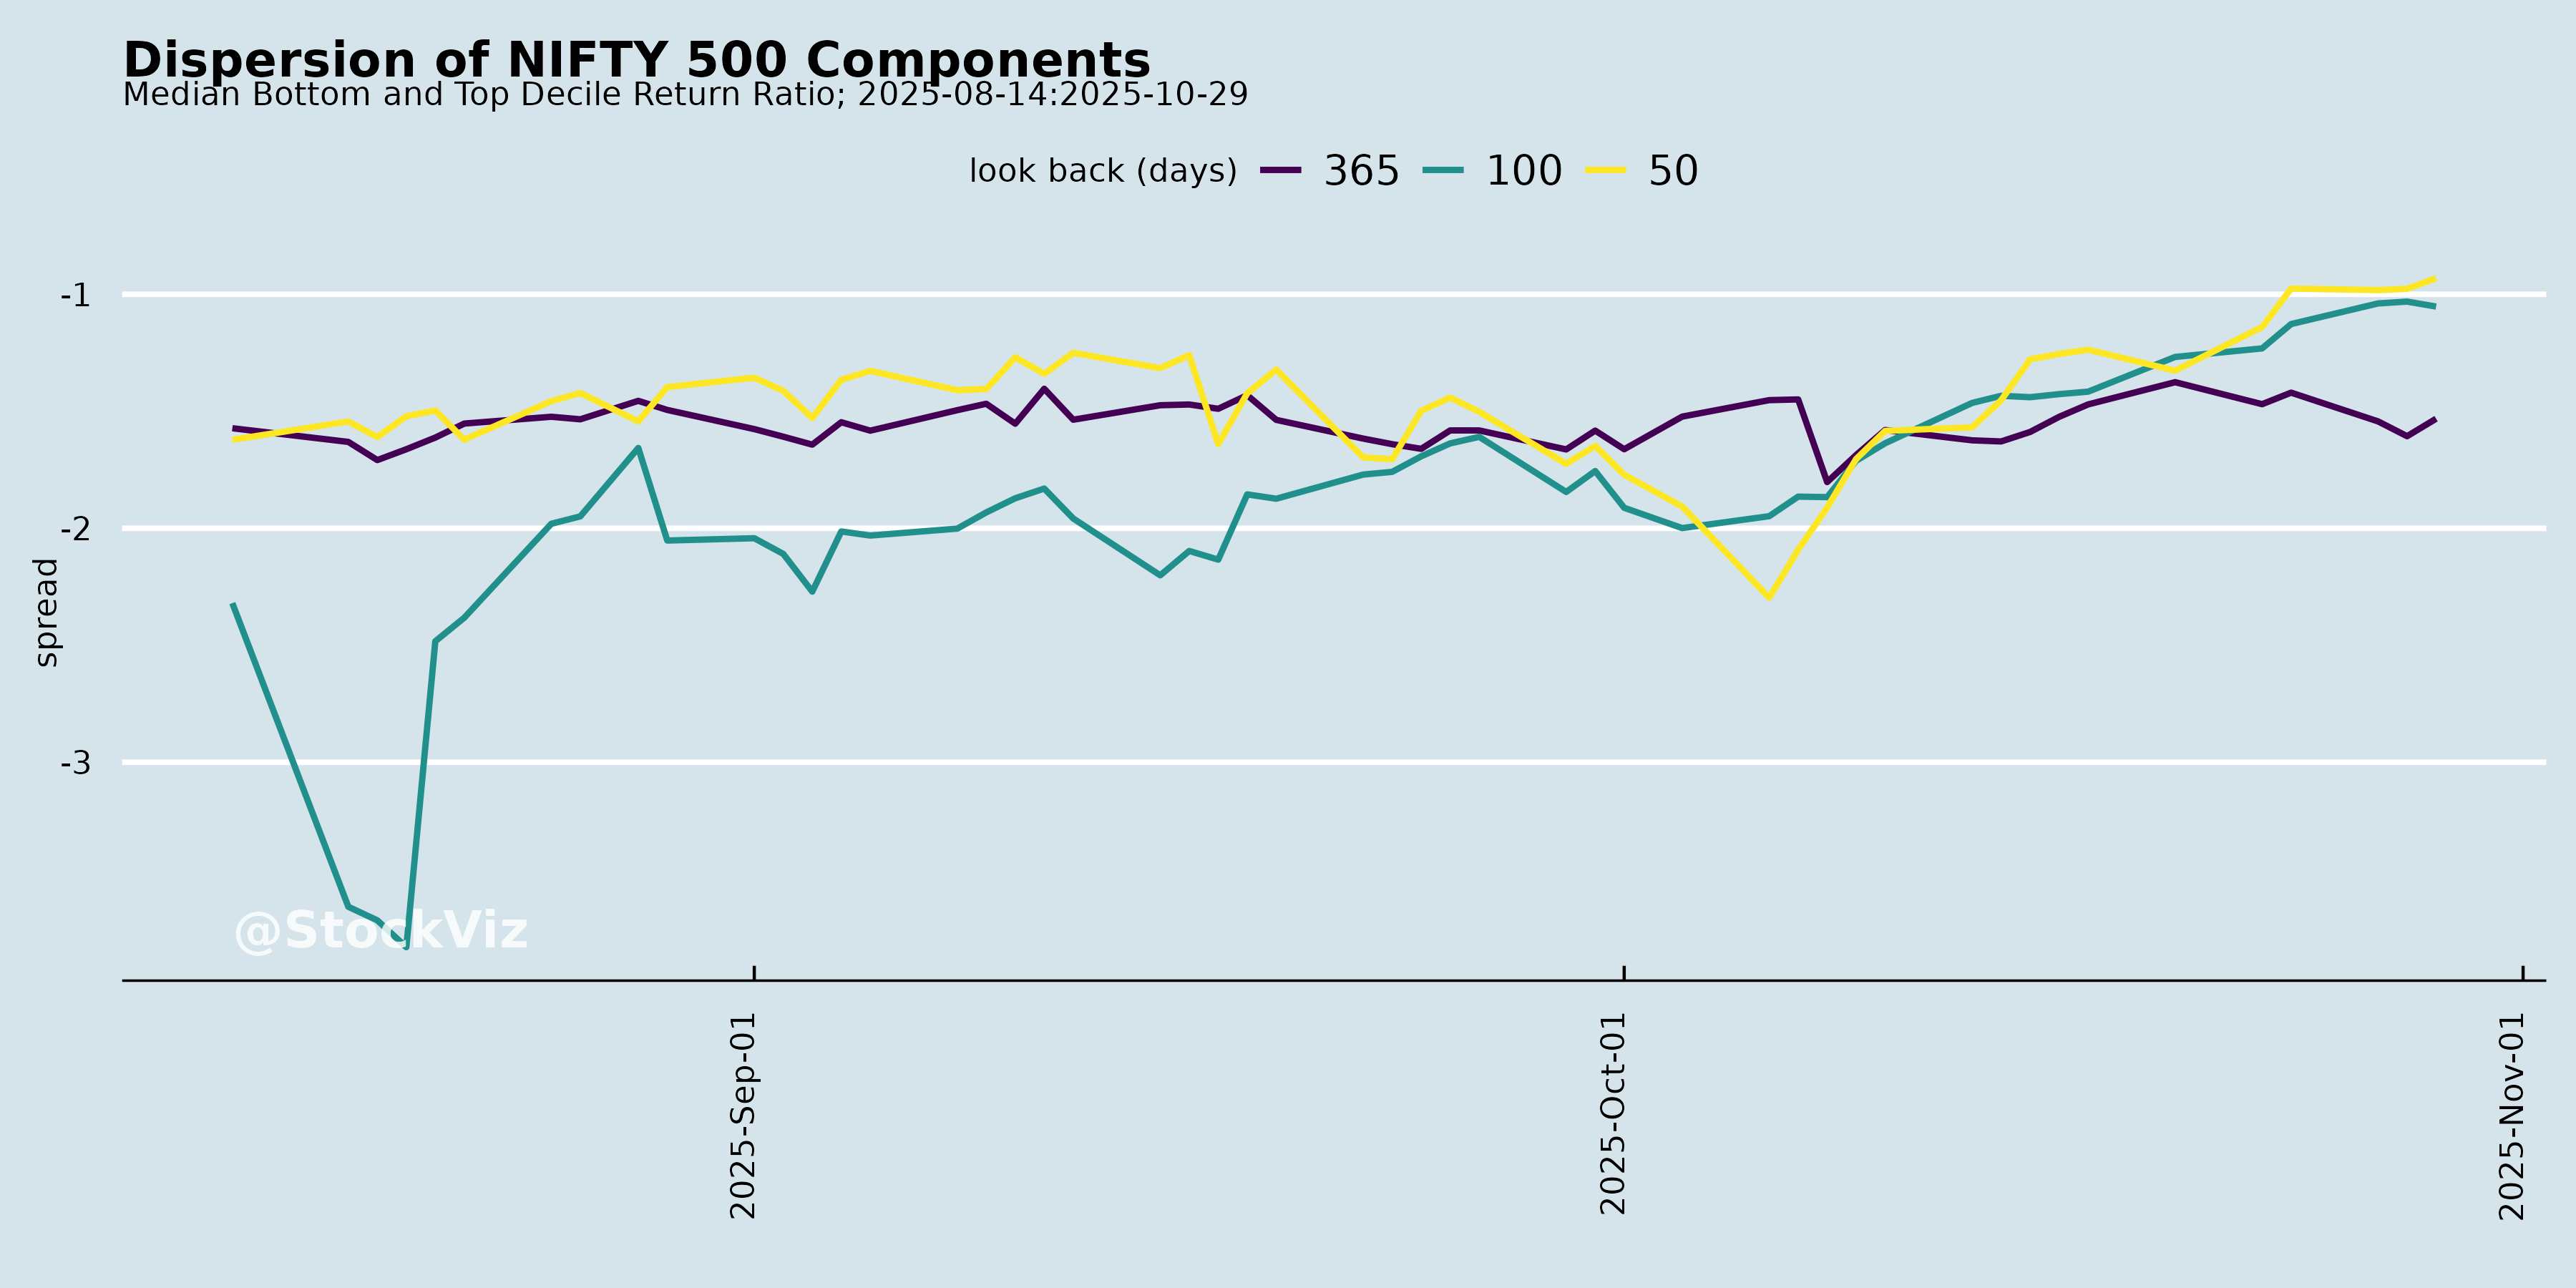 Dispersion of NIFTY 500 Components
Median Bottom and Top Decile Return Ratio; 2025-08-14:2025-10-29
look back (days) 365 100 50
-1
-2
-3
spread
@StockViz
2025-Sep-01
2025-Oct-01
2025-Nov-01